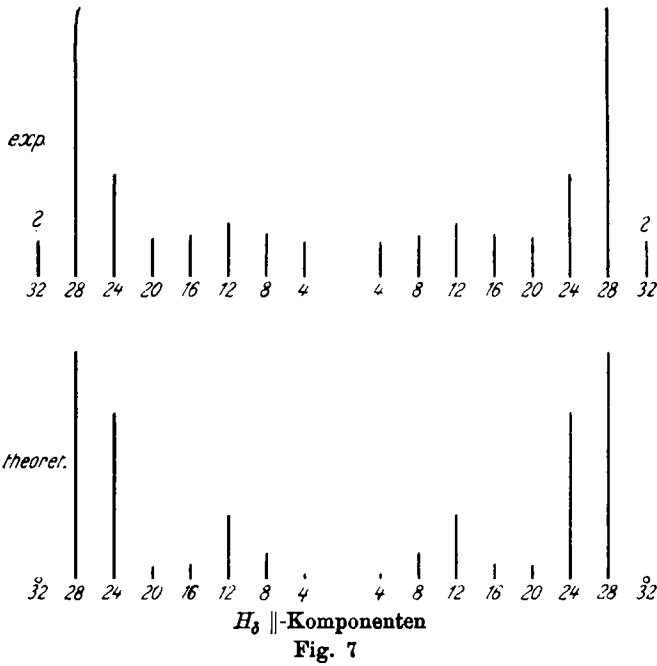 exp.
? ?
32 28 24 20 16 12 8 4 4 8 12 16 20 24 28 32
theoret.
32 28 24 20 16 12 8 4 4 8 12 16 20 24 28 32
H_δ ∥-Komponenten
Fig. 7